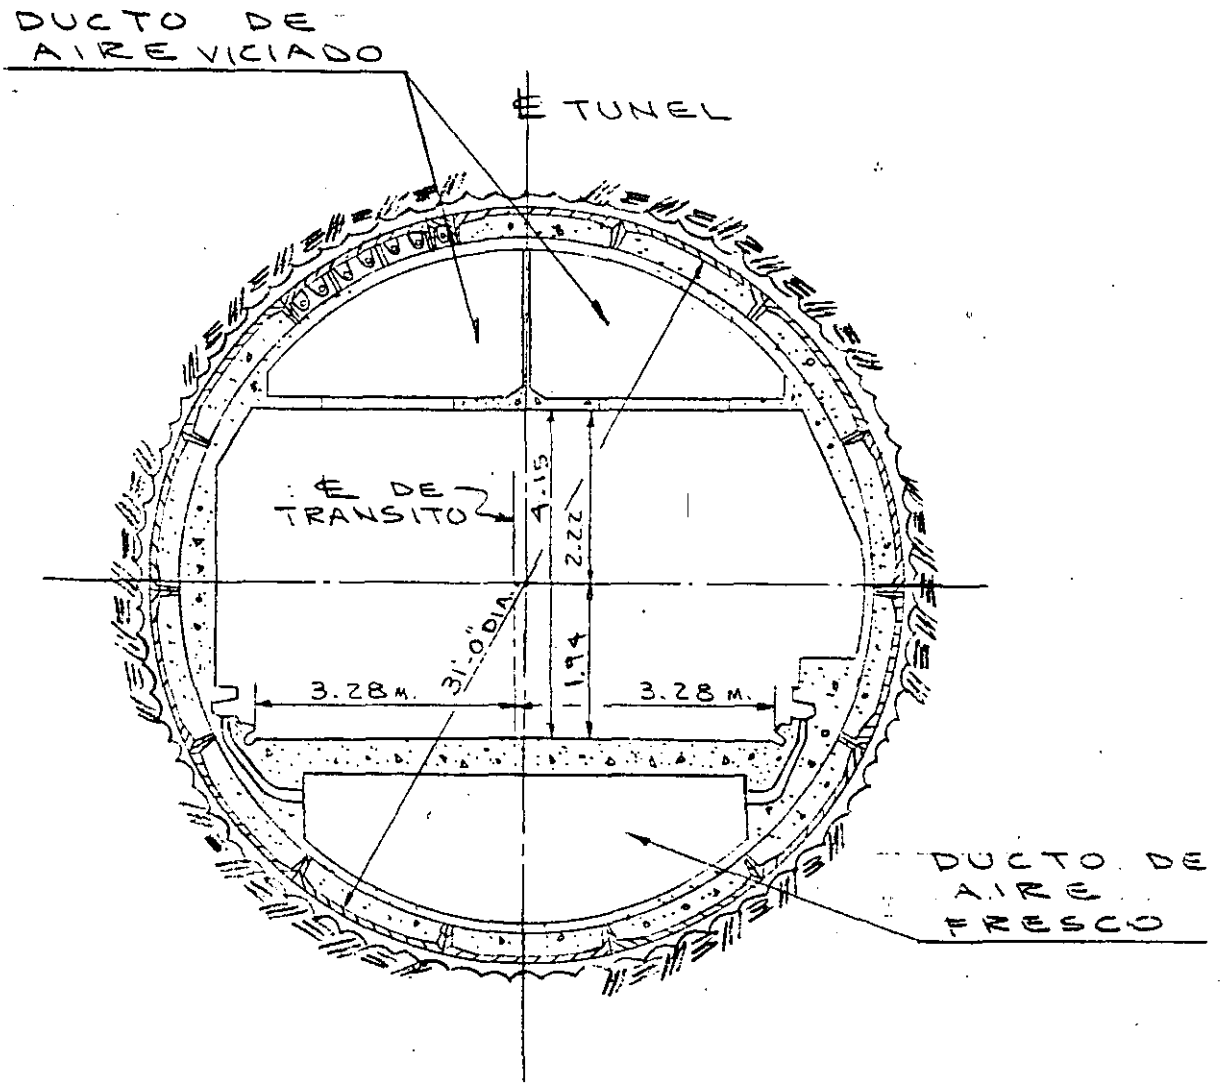 DUCTO DE
AIRE VICIADO
℄ TUNEL
℄ DE
TRANSITO
4.15
2.22
31'-0" DIA.
1.94
3.28 M.
3.28 M.
DUCTO DE
AIRE
FRESCO